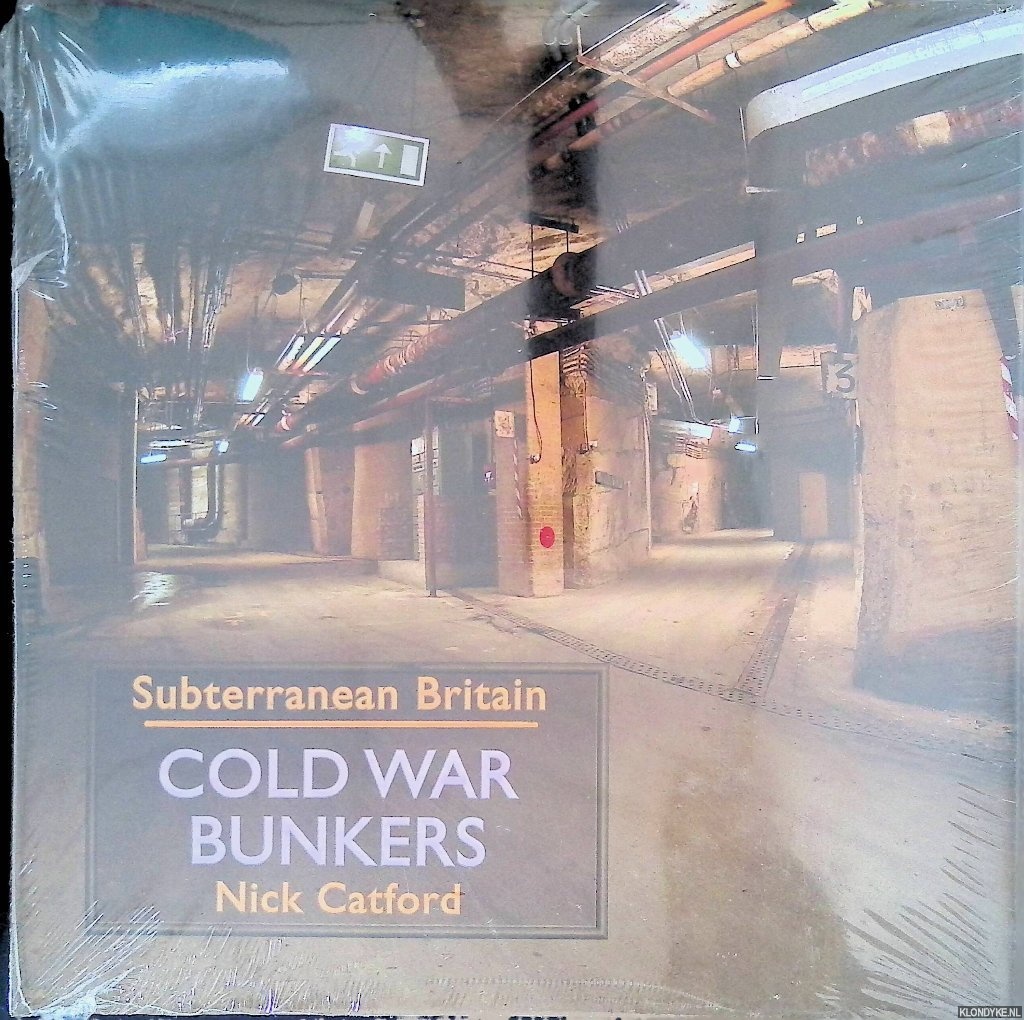 3
Subterranean Britain
COLD WAR
BUNKERS
Nick Catford
KLONDYKE.NL